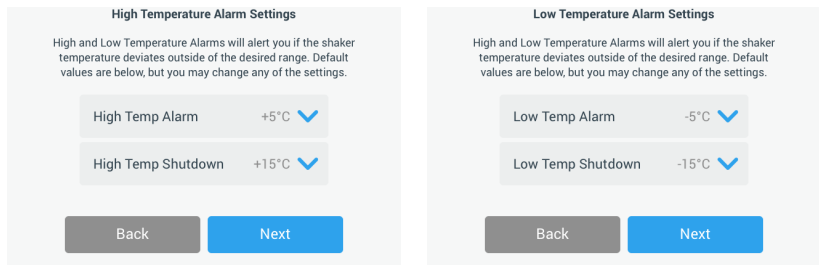 High Temperature Alarm Settings
High and Low Temperature Alarms will alert you if the shaker
temperature deviates outside of the desired range. Default
values are below, but you may change any of the settings.
High Temp Alarm +5°C
High Temp Shutdown +15°C
Back Next
Low Temperature Alarm Settings
High and Low Temperature Alarms will alert you if the shaker
temperature deviates outside of the desired range. Default
values are below, but you may change any of the settings.
Low Temp Alarm -5°C
Low Temp Shutdown -15°C
Back Next